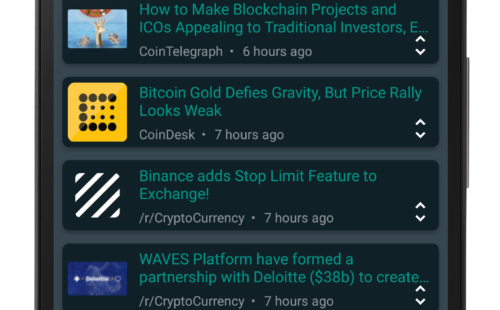 How to Make Blockchain Projects and
ICOs Appealing to Traditional Investors, E...
CoinTelegraph • 6 hours ago
Bitcoin Gold Defies Gravity, But Price Rally
Looks Weak
CoinDesk • 7 hours ago
Binance adds Stop Limit Feature to
Exchange!
/r/CryptoCurrency • 7 hours ago
WAVES Platform have formed a
partnership with Deloitte ($38b) to create...
Deloitte
/r/CryptoCurrency • 7 hours ago